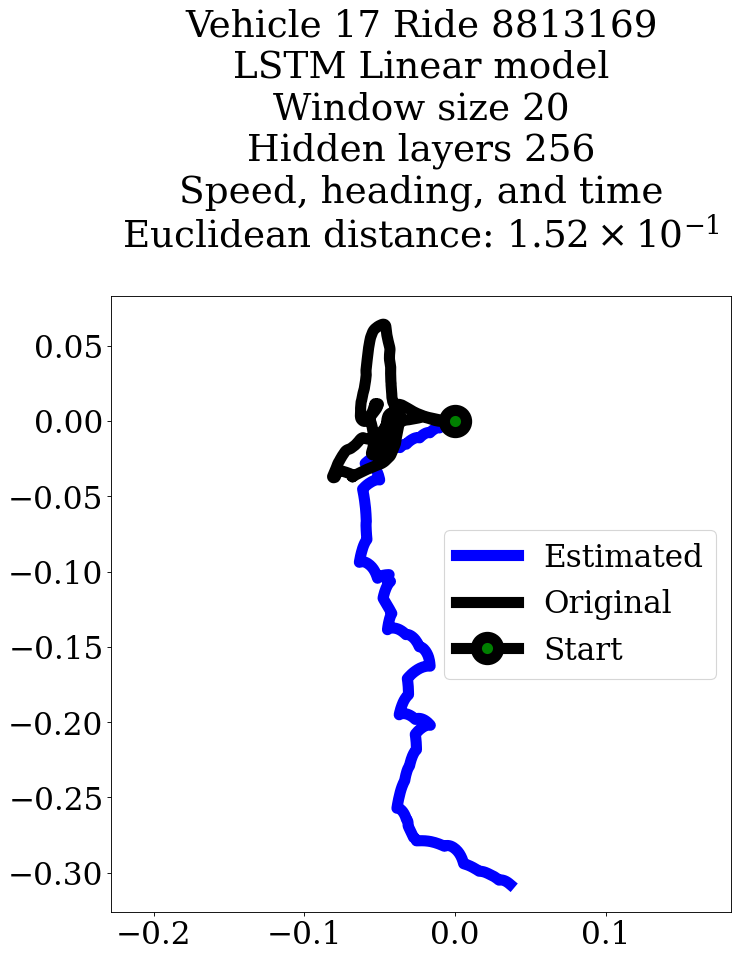 Vehicle 17 Ride 8813169
LSTM Linear model
Window size 20
Hidden layers 256
Speed, heading, and time
Euclidean distance: 1.52 × 10⁻¹
0.05
0.00
−0.05
−0.10
−0.15
−0.20
−0.25
−0.30
Estimated
Original
Start
−0.2
−0.1
0.0
0.1